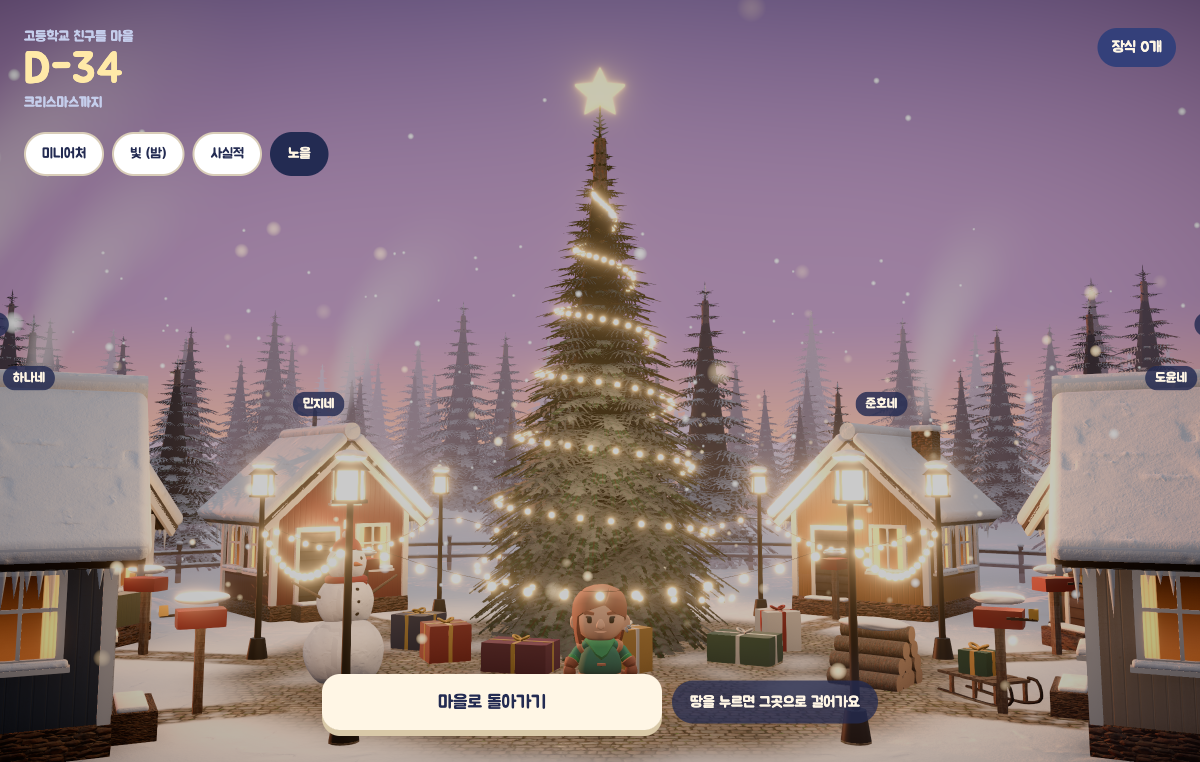 고등학교 친구들 마을
D-34
크리스마스까지
장식 0개
미니어처
빛 (밤)
사실적
노을
하나네
민지네
준호네
도윤네
마을로 돌아가기
땅을 누르면 그곳으로 걸어가요